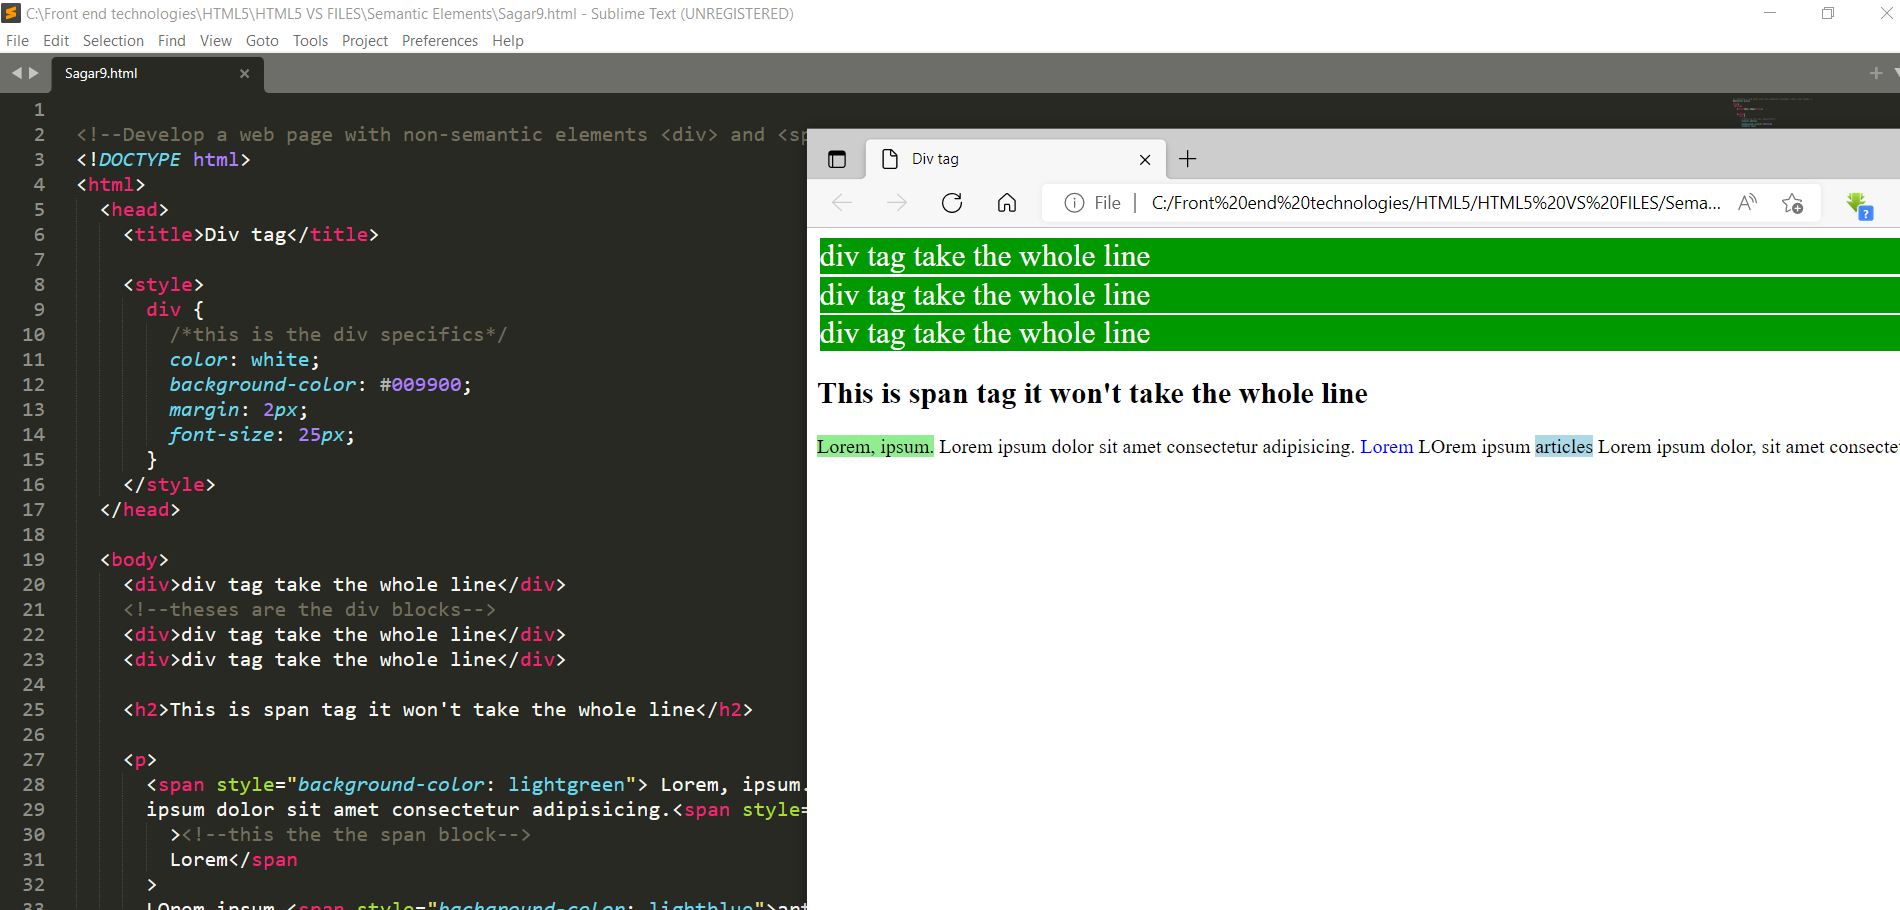 C:\Front end technologies\HTML5\HTML5 VS FILES\Semantic Elements\Sagar9.html - Sublime Text (UNREGISTERED)
File Edit Selection Find View Goto Tools Project Preferences Help
Sagar9.html
1
2 <!--Develop a web page with non-semantic elements <div> and <sp
3 <!DOCTYPE html>
4 <html>
5 <head>
6 <title>Div tag</title>
7
8 <style>
9 div {
10 /*this is the div specifics*/
11 color: white;
12 background-color: #009900;
13 margin: 2px;
14 font-size: 25px;
15 }
16 </style>
17 </head>
18
19 <body>
20 <div>div tag take the whole line</div>
21 <!--theses are the div blocks-->
22 <div>div tag take the whole line</div>
23 <div>div tag take the whole line</div>
24
25 <h2>This is span tag it won't take the whole line</h2>
26
27 <p>
28 <span style="background-color: lightgreen"> Lorem, ipsum.
29 ipsum dolor sit amet consectetur adipisicing.<span style=
30 ><!--this the the span block-->
31 Lorem</span
32 >
33 LOrem ipsum <span style="background-color: lightblue">art
Div tag
File | C:/Front%20end%20technologies/HTML5/HTML5%20VS%20FILES/Sema...
div tag take the whole line
div tag take the whole line
div tag take the whole line
This is span tag it won't take the whole line
Lorem, ipsum. Lorem ipsum dolor sit amet consectetur adipisicing. Lorem LOrem ipsum articles Lorem ipsum dolor, sit amet consecte